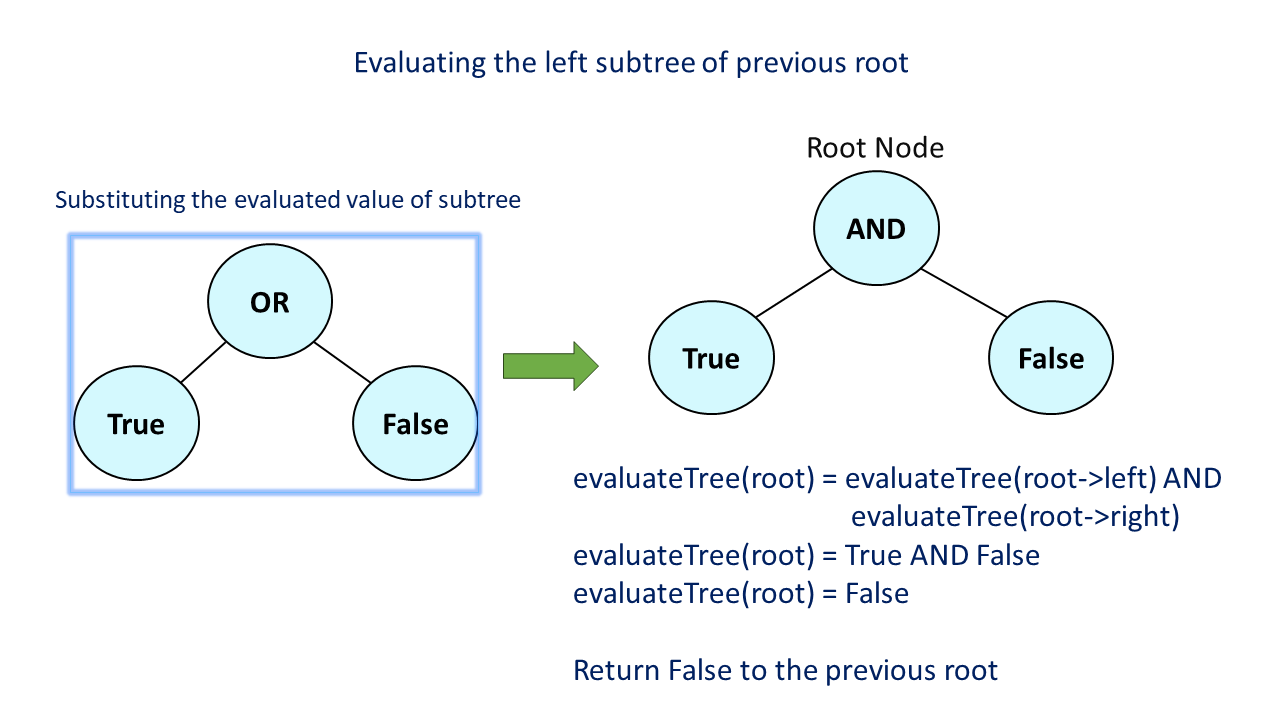 Evaluating the left subtree of previous root
Substituting the evaluated value of subtree
OR
True
False
Root Node
AND
True
False
evaluateTree(root) = evaluateTree(root->left) AND
evaluateTree(root->right)
evaluateTree(root) = True AND False
evaluateTree(root) = False
Return False to the previous root